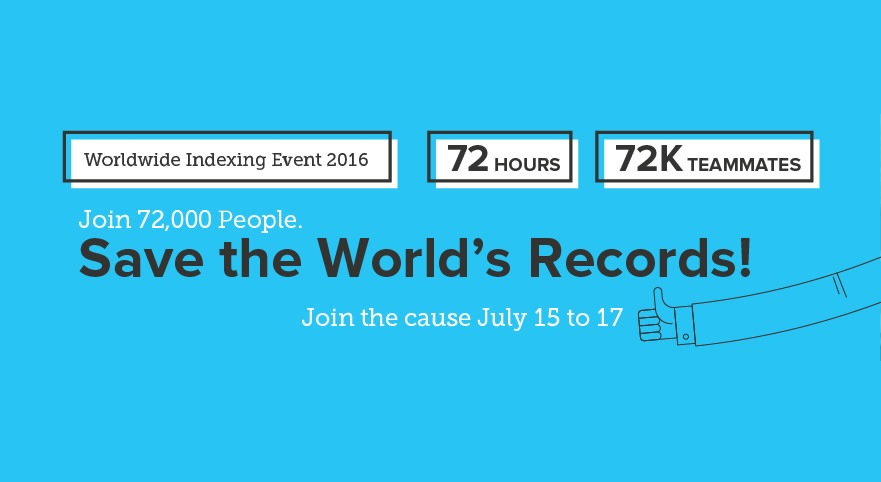 Worldwide Indexing Event 2016
72 HOURS
72K TEAMMATES
Join 72,000 People.
Save the World's Records!
Join the cause July 15 to 17